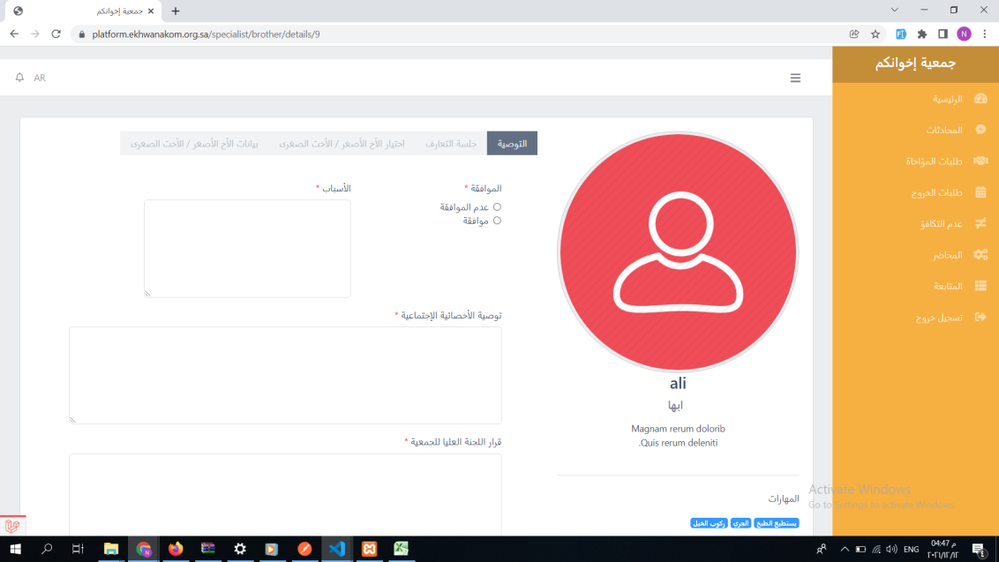 جمعية إخوانكم
platform.ekhwanakom.org.sa/specialist/brother/details/9
N
جمعية إخوانكم
الرئيسية
المحادثات
طلبات المؤاخاة
طلبات الخروج
عدم التكافؤ
المحاضر
المتابعة
تسجيل خروج
AR
التوصية
جلسة التعارف
اختيار الأخ الأصغر / الأخت الصغرى
بيانات الأخ الأصغر / الأخت الصغرى
الموافقة *
عدم الموافقة
موافقة
الأسباب *
توصية الأخصائية الإجتماعية *
قرار اللجنة العليا للجمعية *
ali
ابها
Magnam rerum dolorib
.Quis rerum deleniti
المهارات
يستطيع الطبع
الجري
ركوب الخيل
Activate Windows
Go to Settings to activate Windows.
ENG
04:47 م
٢٠٢١/١٢/١٢
٤